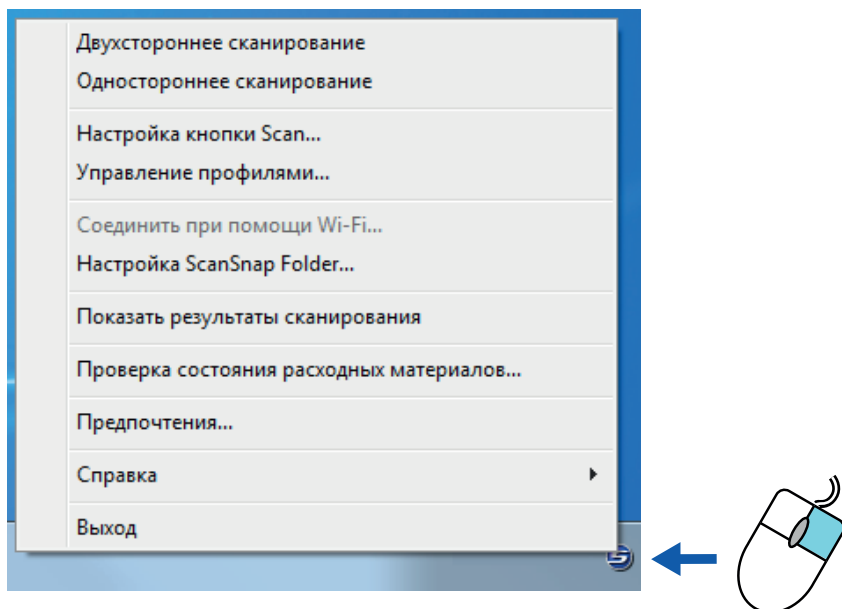 Двухстороннее сканирование
Одностороннее сканирование
Настройка кнопки Scan...
Управление профилями...
Соединить при помощи Wi-Fi...
Настройка ScanSnap Folder...
Показать результаты сканирования
Проверка состояния расходных материалов...
Предпочтения...
Справка
Выход